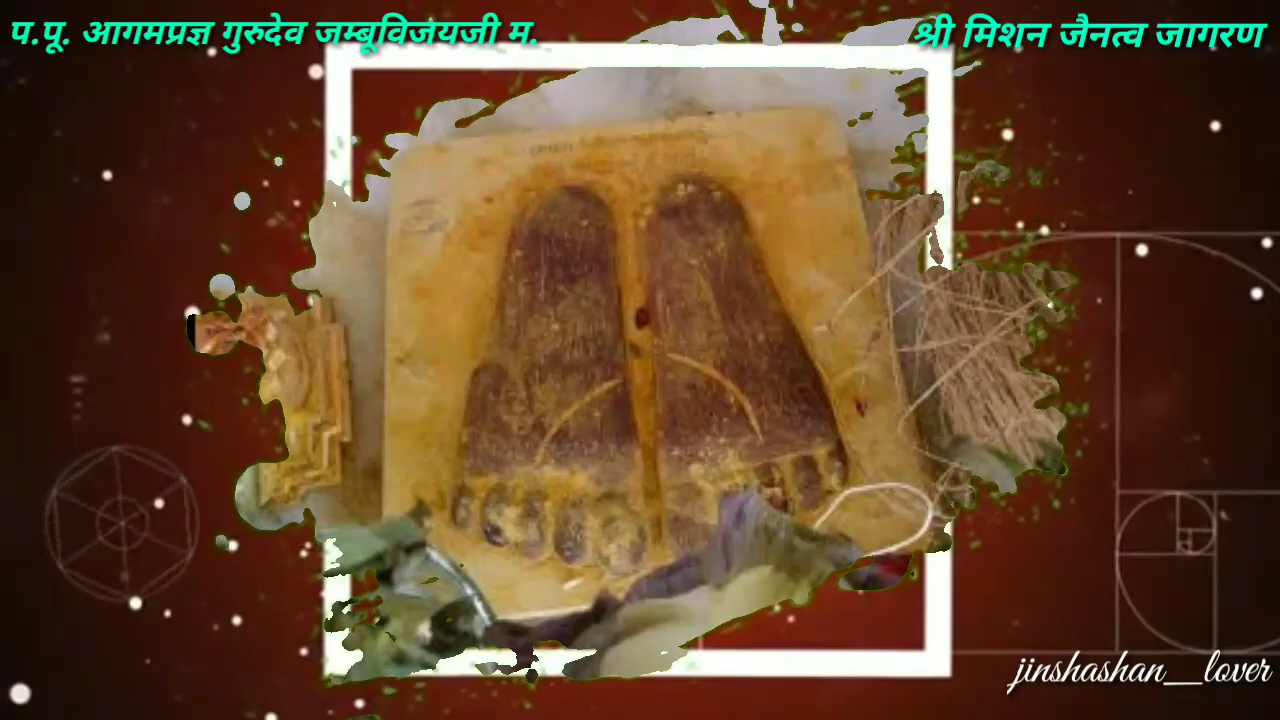 प.पू. आगमप्रज्ञ गुरुदेव जम्बूविजयजी म.
श्री मिशन जैनत्व जागरण
jinshashan__lover